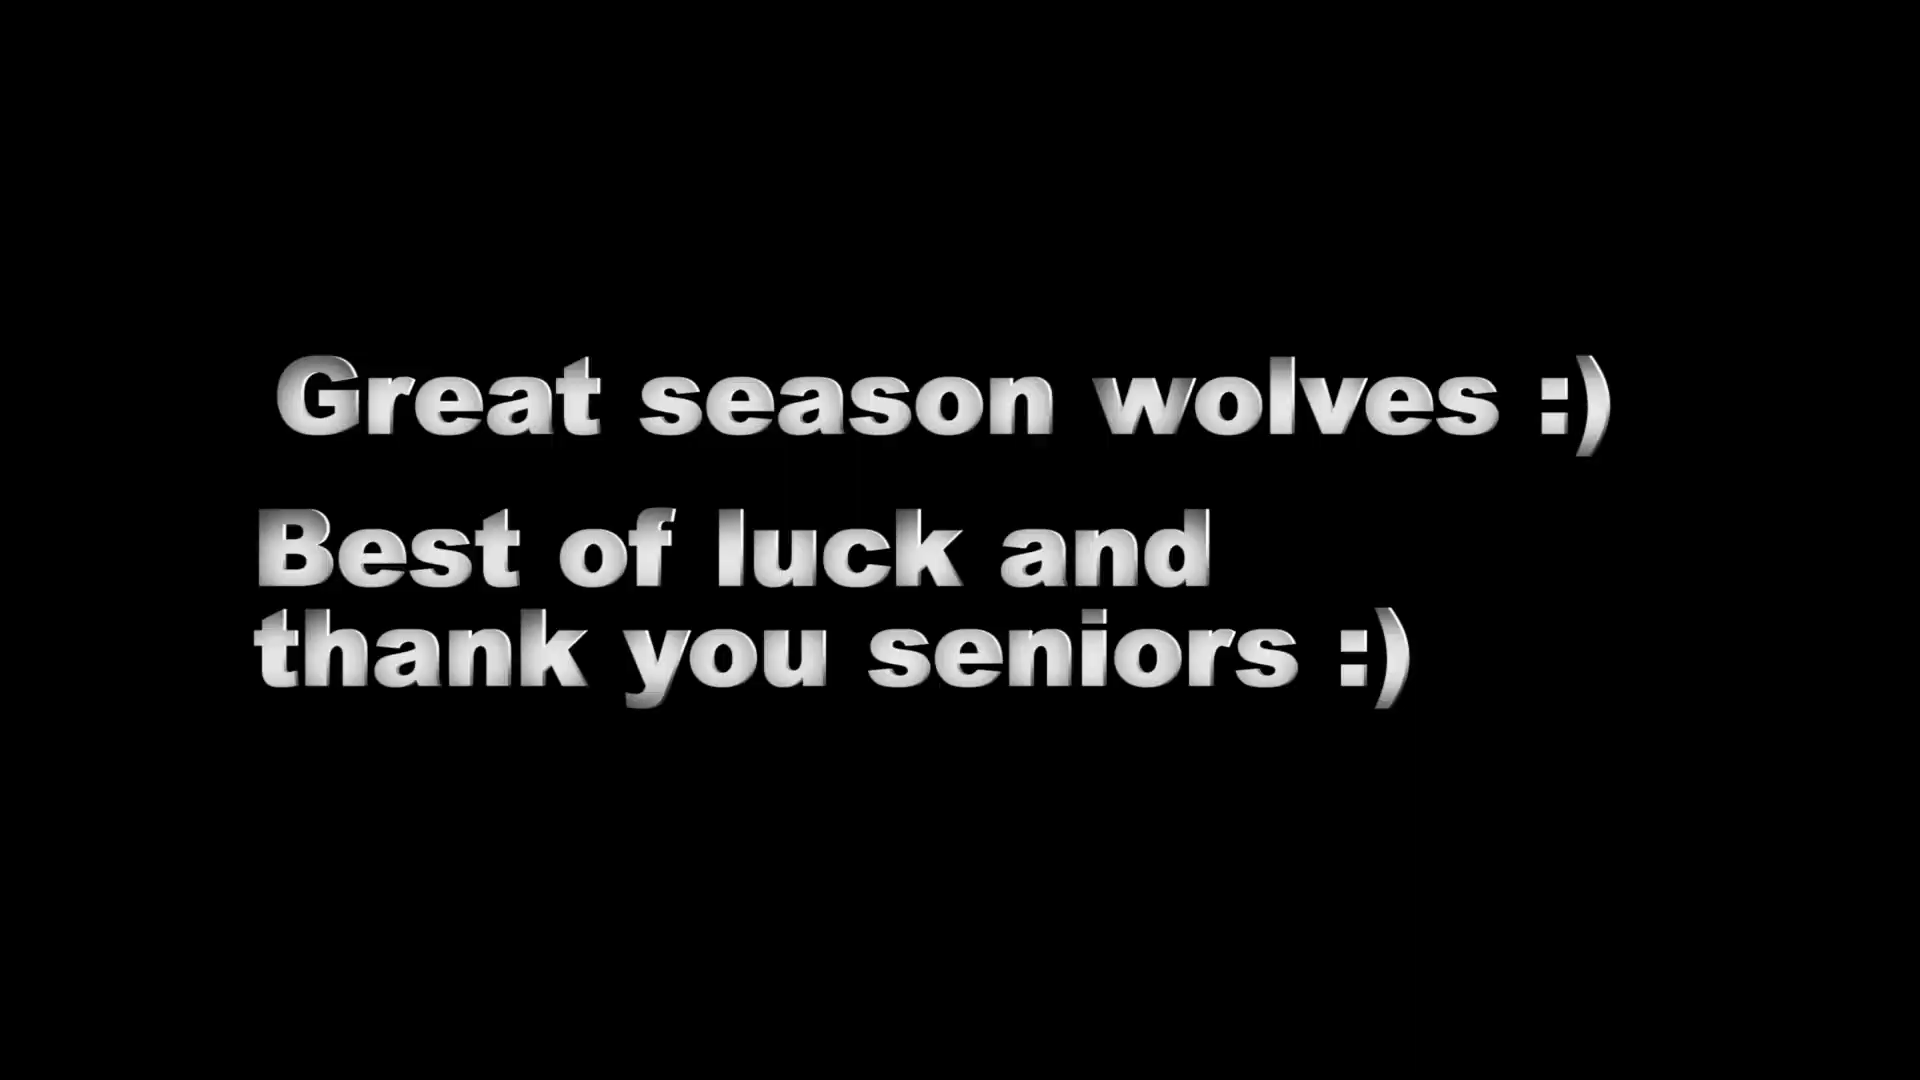 Great season wolves :)
Best of luck and
thank you seniors :)